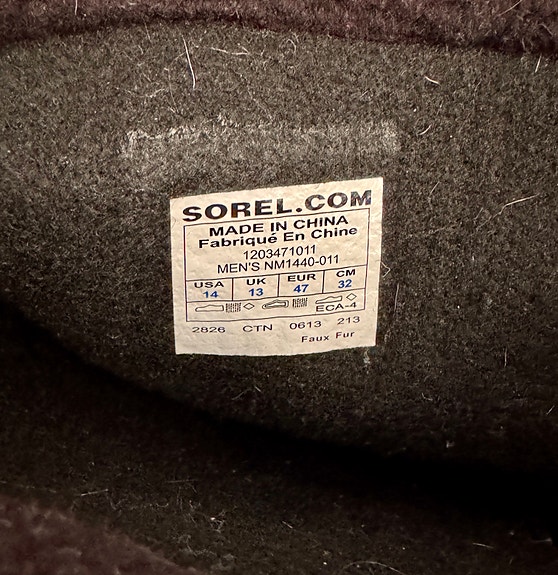 SOREL.COM
MADE IN CHINA
Fabriqué En Chine
1203471011
MEN'S NM1440-011
USA UK EUR CM
14 13 47 32
ECA-4
2826 CTN 0613 213
Faux Fur